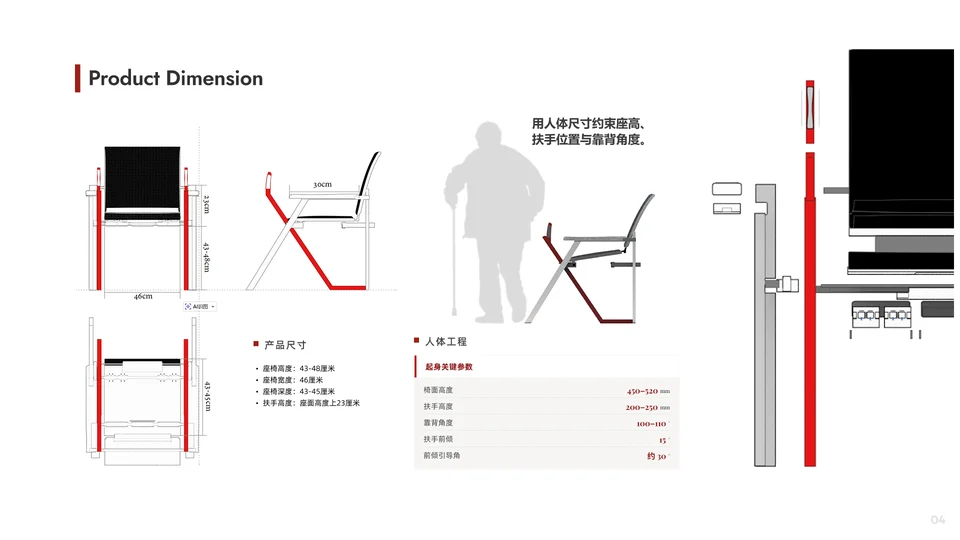 Product Dimension
用人体尺寸约束座高、
扶手位置与靠背角度。
30cm
23cm
43-48cm
46cm
AI识图
43-45cm
产品尺寸
• 座椅高度：43-48厘米
• 座椅宽度：46厘米
• 座椅深度：43-45厘米
• 扶手高度：座面高度上23厘米
人体工程
起身关键参数
椅面高度 450–520 mm
扶手高度 200–250 mm
靠背角度 100–110 °
扶手前倾 15 °
前倾引导角 约 30 °
04